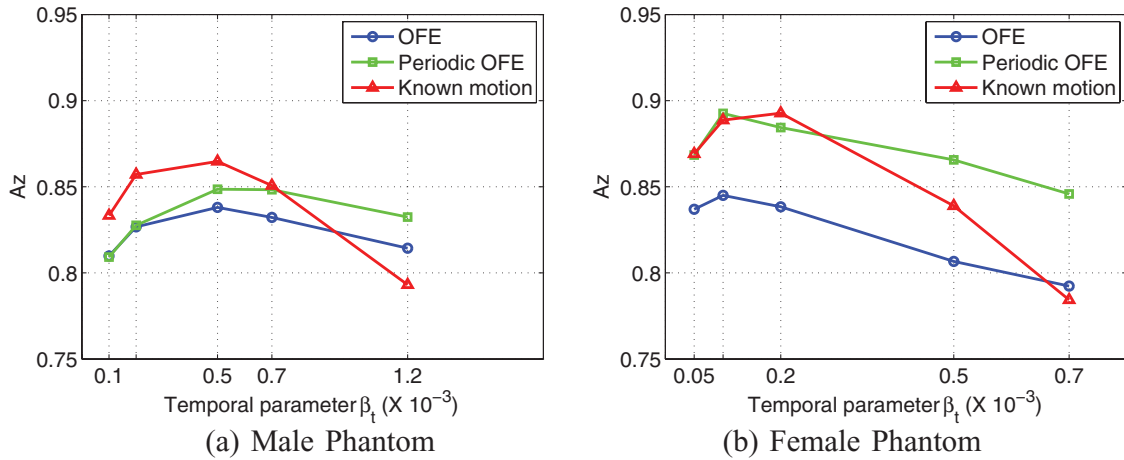 0.95
0.9
0.85
0.8
0.75
Az
OFE
Periodic OFE
Known motion
0.1
0.5
0.7
1.2
Temporal parameter β_t (X 10⁻³)
(a) Male Phantom
0.95
0.9
0.85
0.8
0.75
Az
OFE
Periodic OFE
Known motion
0.05
0.2
0.5
0.7
Temporal parameter β_t (X 10⁻³)
(b) Female Phantom